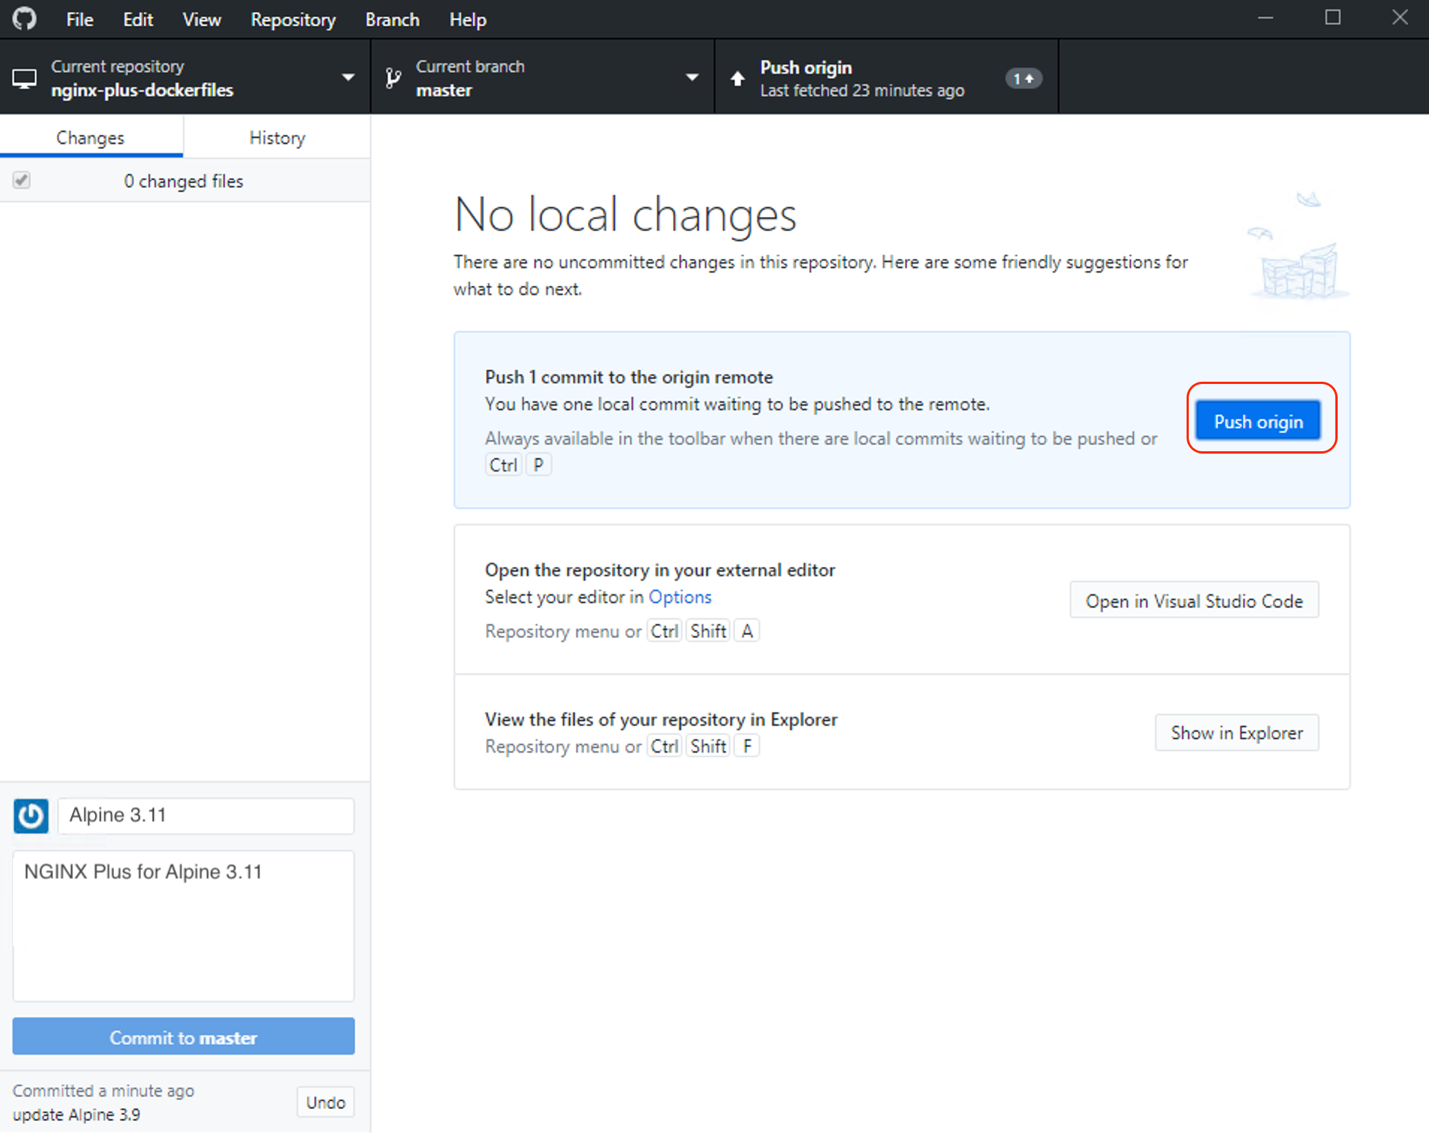 File Edit View Repository Branch Help
Current repository
nginx-plus-dockerfiles
Current branch
master
Push origin
Last fetched 23 minutes ago
1
Changes History
0 changed files
No local changes
There are no uncommitted changes in this repository. Here are some friendly suggestions for
what to do next.
Push 1 commit to the origin remote
You have one local commit waiting to be pushed to the remote.
Always available in the toolbar when there are local commits waiting to be pushed or
Ctrl P
Push origin
Open the repository in your external editor
Select your editor in Options
Repository menu or Ctrl Shift A
Open in Visual Studio Code
View the files of your repository in Explorer
Repository menu or Ctrl Shift F
Show in Explorer
Alpine 3.11
NGINX Plus for Alpine 3.11
Commit to master
Committed a minute ago
update Alpine 3.9
Undo